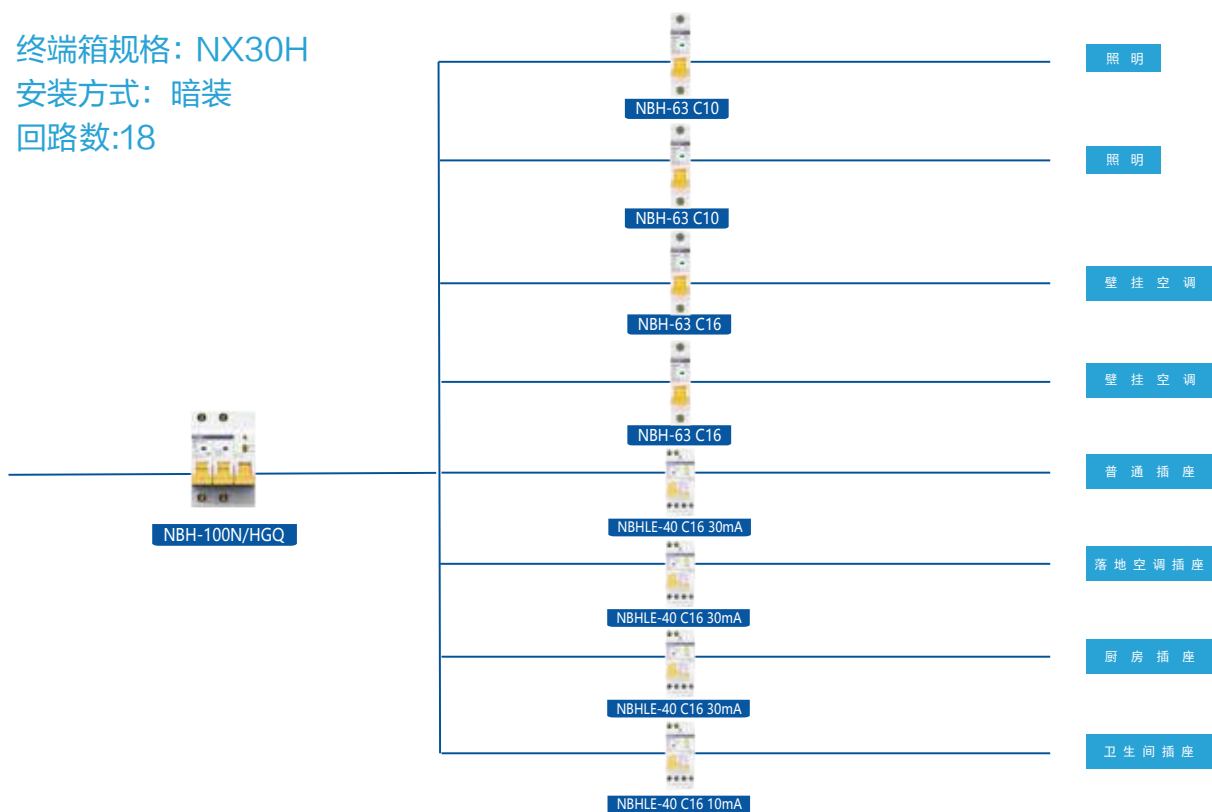 终端箱规格：NX30H
安装方式：暗装
回路数:18
NBH-63 C10
照明
NBH-63 C10
照明
NBH-63 C16
壁挂空调
NBH-63 C16
壁挂空调
NBH-100N/HGQ
NBHLE-40 C16 30mA
普通插座
NBHLE-40 C16 30mA
落地空调插座
NBHLE-40 C16 30mA
厨房插座
NBHLE-40 C16 10mA
卫生间插座